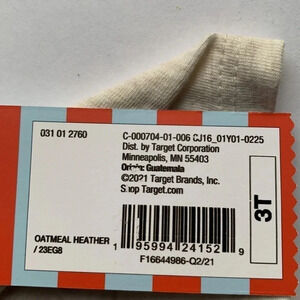 031 01 2760
C-000704-01-006 CJ16_01Y01-0225
Dist. by Target Corporation
Minneapolis, MN 55403
Origin: Guatemala
©2021 Target Brands, Inc.
Shop Target.com
3T
OATMEAL HEATHER
/ 23EG8
1 95994 24152 9
F16644986-Q2/21